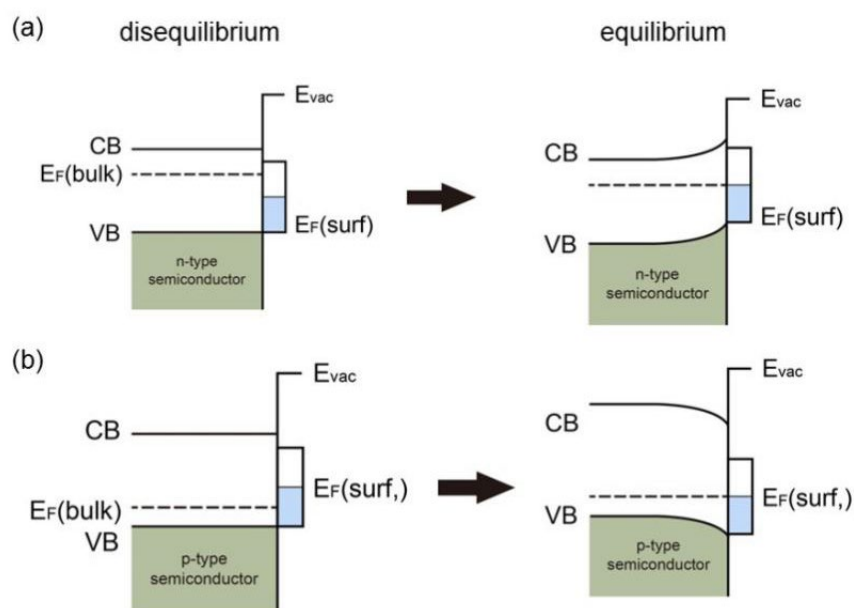 (a)
disequilibrium
equilibrium
Evac
CB
EF(bulk)
VB
EF(surf)
n-type
semiconductor
Evac
CB
VB
EF(surf)
n-type
semiconductor
(b)
Evac
CB
EF(bulk)
VB
EF(surf,)
p-type
semiconductor
Evac
CB
VB
EF(surf,)
p-type
semiconductor